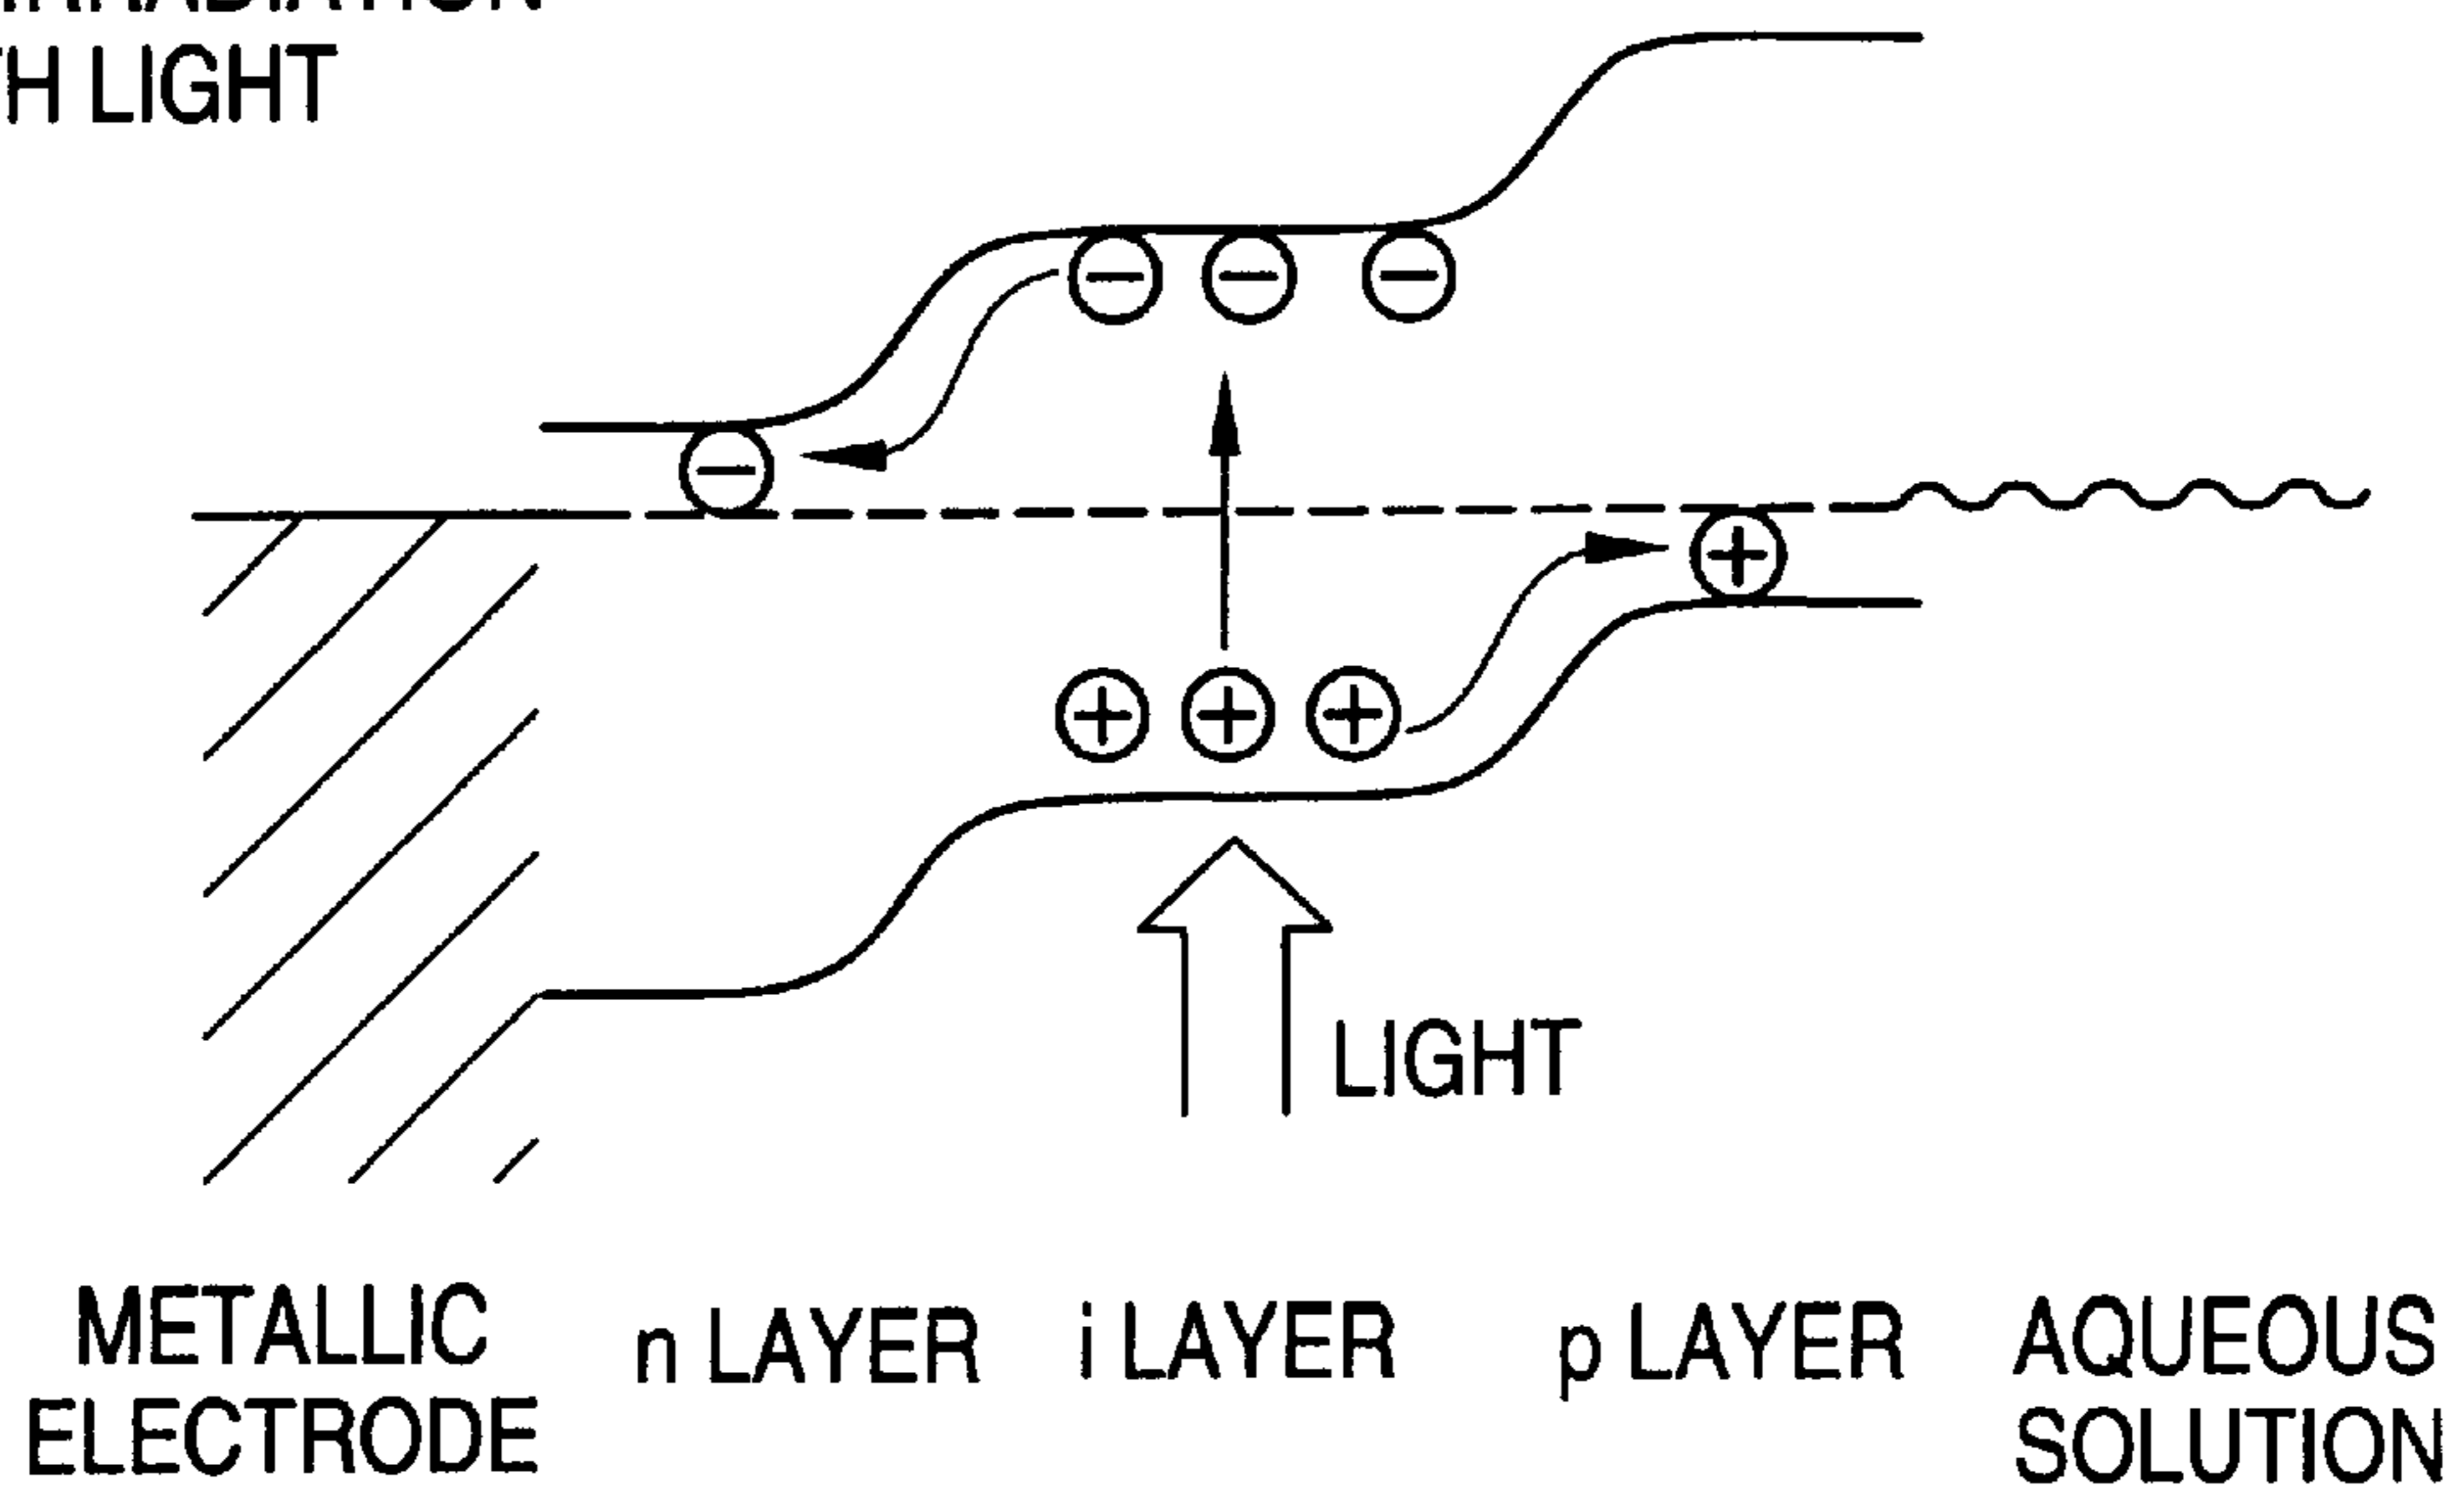 H LIGHT
LIGHT
METALLIC
ELECTRODE
n LAYER
i LAYER
p LAYER
AQUEOUS
SOLUTION